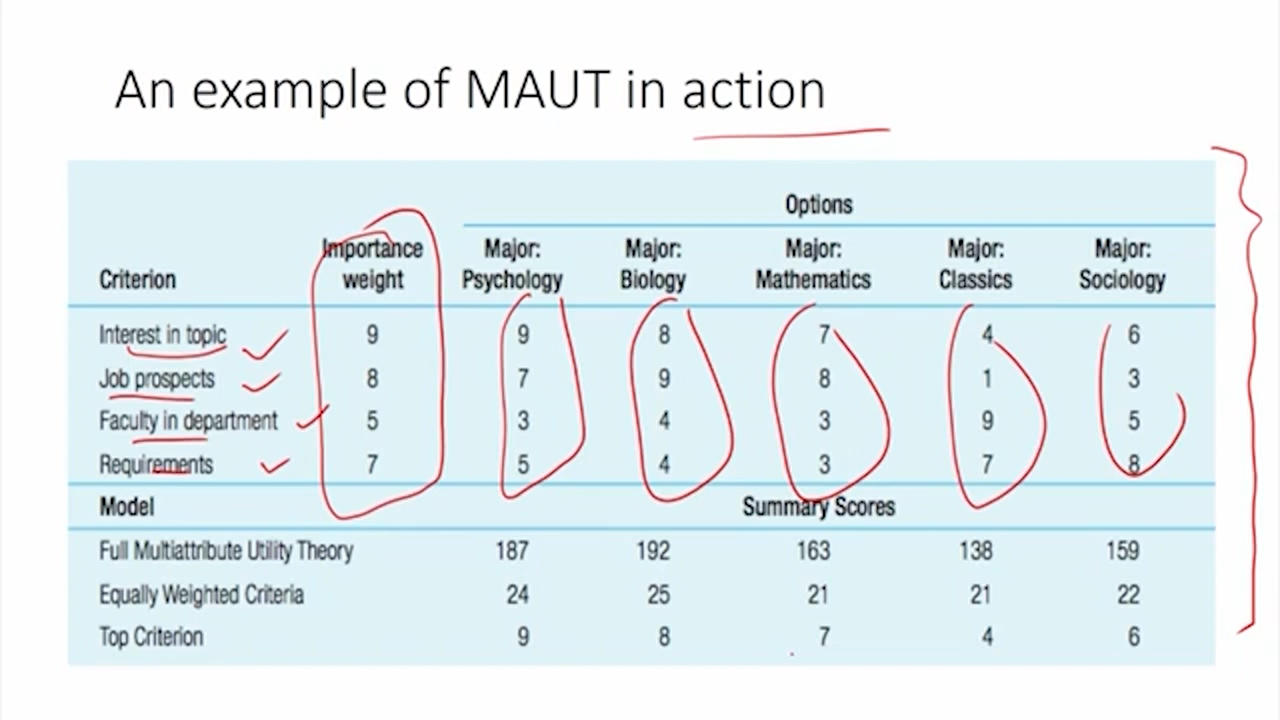 An example of MAUT in action
Options
Criterion Importance weight Major: Psychology Major: Biology Major: Mathematics Major: Classics Major: Sociology
Interest in topic 9 9 8 7 4 6
Job prospects 8 7 9 8 1 3
Faculty in department 5 3 4 3 9 5
Requirements 7 5 4 3 7 8
Model Summary Scores
Full Multiattribute Utility Theory 187 192 163 138 159
Equally Weighted Criteria 24 25 21 21 22
Top Criterion 9 8 7 4 6